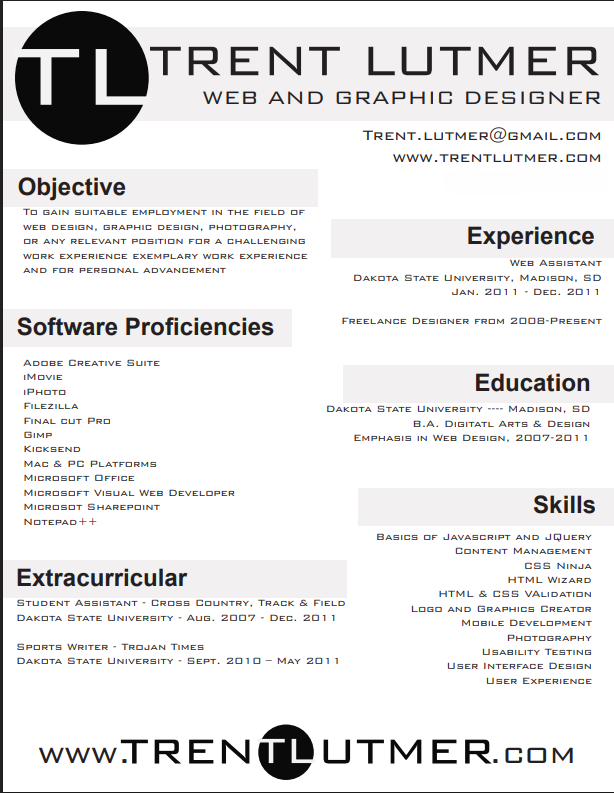 TL TRENT LUTMER
WEB AND GRAPHIC DESIGNER
Trent.lutmer@gmail.com
www.trentlutmer.com
Objective
To gain suitable employment in the field of
web design, graphic design, photography,
or any relevant position for a challenging
work experience exemplary work experience
and for personal advancement
Software Proficiencies
Adobe Creative Suite
iMovie
iPhoto
Filezilla
Final cut Pro
Gimp
Kicksend
Mac & PC Platforms
Microsoft Office
Microsoft Visual Web Developer
Microsot Sharepoint
Notepad++
Extracurricular
Student Assistant - Cross Country, Track & Field
Dakota State University - Aug. 2007 - Dec. 2011
Sports Writer - Trojan Times
Dakota State University - Sept. 2010 – May 2011
Experience
Web Assistant
Dakota State University, Madison, SD
Jan. 2011 - Dec. 2011
Freelance Designer from 2008-Present
Education
Dakota State University ---- Madison, SD
B.A. Digitatl Arts & Design
Emphasis in Web Design, 2007-2011
Skills
Basics of Javascript and JQuery
Content Management
CSS Ninja
HTML Wizard
HTML & CSS VAlidation
Logo and Graphics Creator
Mobile Development
Photography
Usability Testing
User Interface Design
User Experience
www.TRENTLUTMER.com